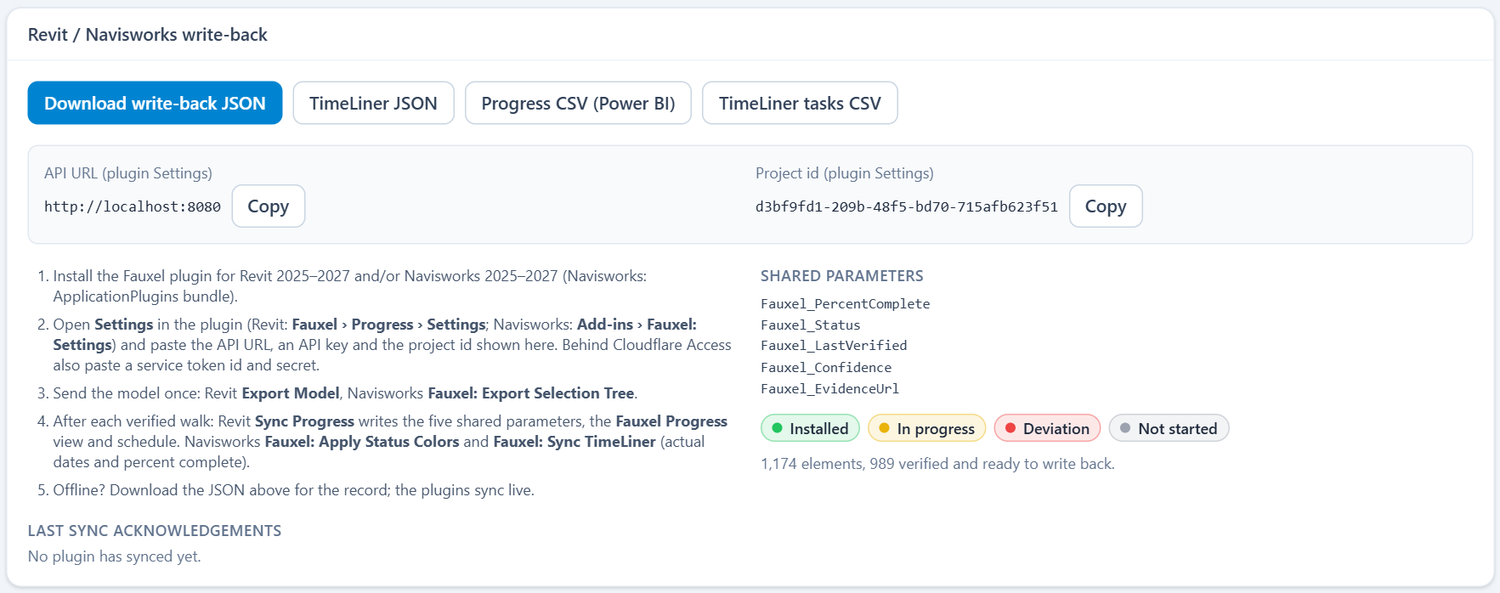 Revit / Navisworks write-back
Download write-back JSON
TimeLiner JSON
Progress CSV (Power BI)
TimeLiner tasks CSV
API URL (plugin Settings)
http://localhost:8080
Copy
Project id (plugin Settings)
d3bf9fd1-209b-48f5-bd70-715afb623f51
Copy
1. Install the Fauxel plugin for Revit 2025–2027 and/or Navisworks 2025–2027 (Navisworks:
ApplicationPlugins bundle).
2. Open Settings in the plugin (Revit: Fauxel › Progress › Settings; Navisworks: Add-ins › Fauxel:
Settings) and paste the API URL, an API key and the project id shown here. Behind Cloudflare Access
also paste a service token id and secret.
3. Send the model once: Revit Export Model, Navisworks Fauxel: Export Selection Tree.
4. After each verified walk: Revit Sync Progress writes the five shared parameters, the Fauxel Progress
view and schedule. Navisworks Fauxel: Apply Status Colors and Fauxel: Sync TimeLiner (actual
dates and percent complete).
5. Offline? Download the JSON above for the record; the plugins sync live.
SHARED PARAMETERS
Fauxel_PercentComplete
Fauxel_Status
Fauxel_LastVerified
Fauxel_Confidence
Fauxel_EvidenceUrl
Installed
In progress
Deviation
Not started
1,174 elements, 989 verified and ready to write back.
LAST SYNC ACKNOWLEDGEMENTS
No plugin has synced yet.